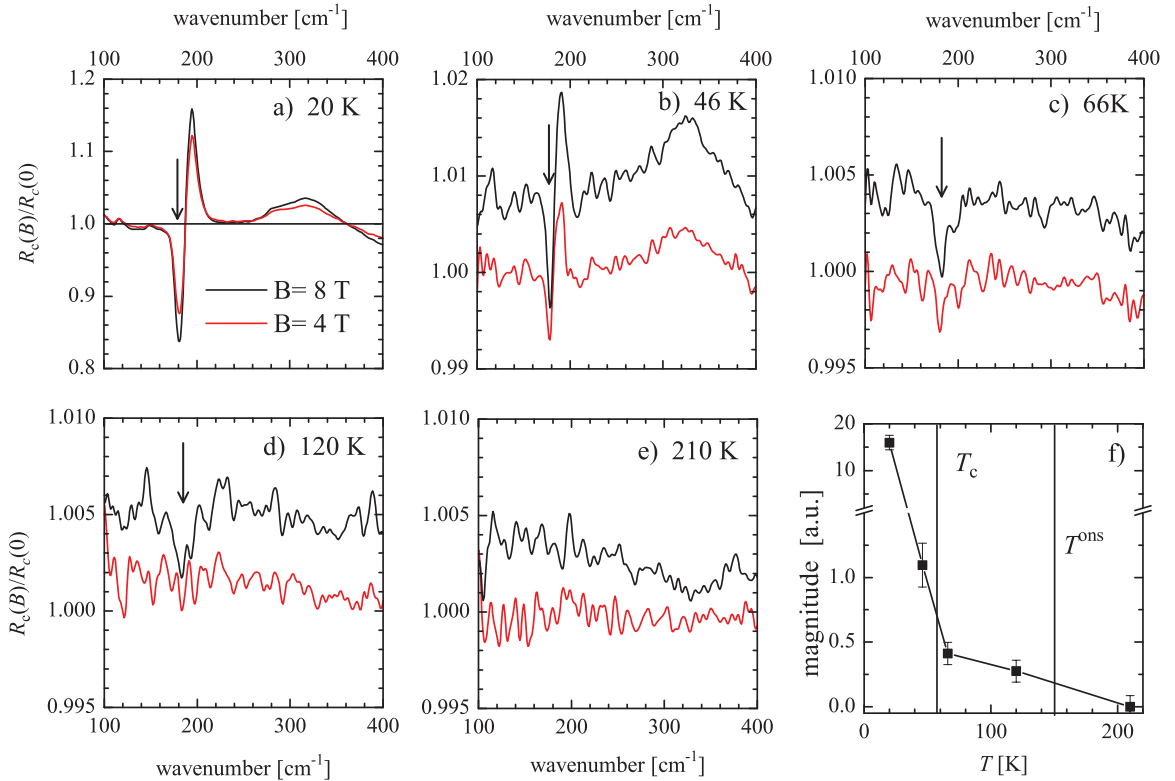 wavenumber [cm⁻¹] wavenumber [cm⁻¹] wavenumber [cm⁻¹]
100 200 300 400 100 200 300 400 100 200 300 400
a) 20 K
b) 46 K
c) 66K
R_c(B)/R_c(0)
1.2
1.1
1.0
0.9
0.8
B= 8 T
B= 4 T
1.02
1.01
1.00
0.99
1.010
1.005
1.000
0.995
d) 120 K
e) 210 K
f)
R_c(B)/R_c(0)
1.010
1.005
1.000
0.995
100 200 300 400
wavenumber [cm⁻¹]
1.010
1.005
1.000
0.995
100 200 300 400
wavenumber [cm⁻¹]
magnitude [a.u.]
20
10
1.0
0.5
0.0
T_c
T^ons
0 100 200
T [K]